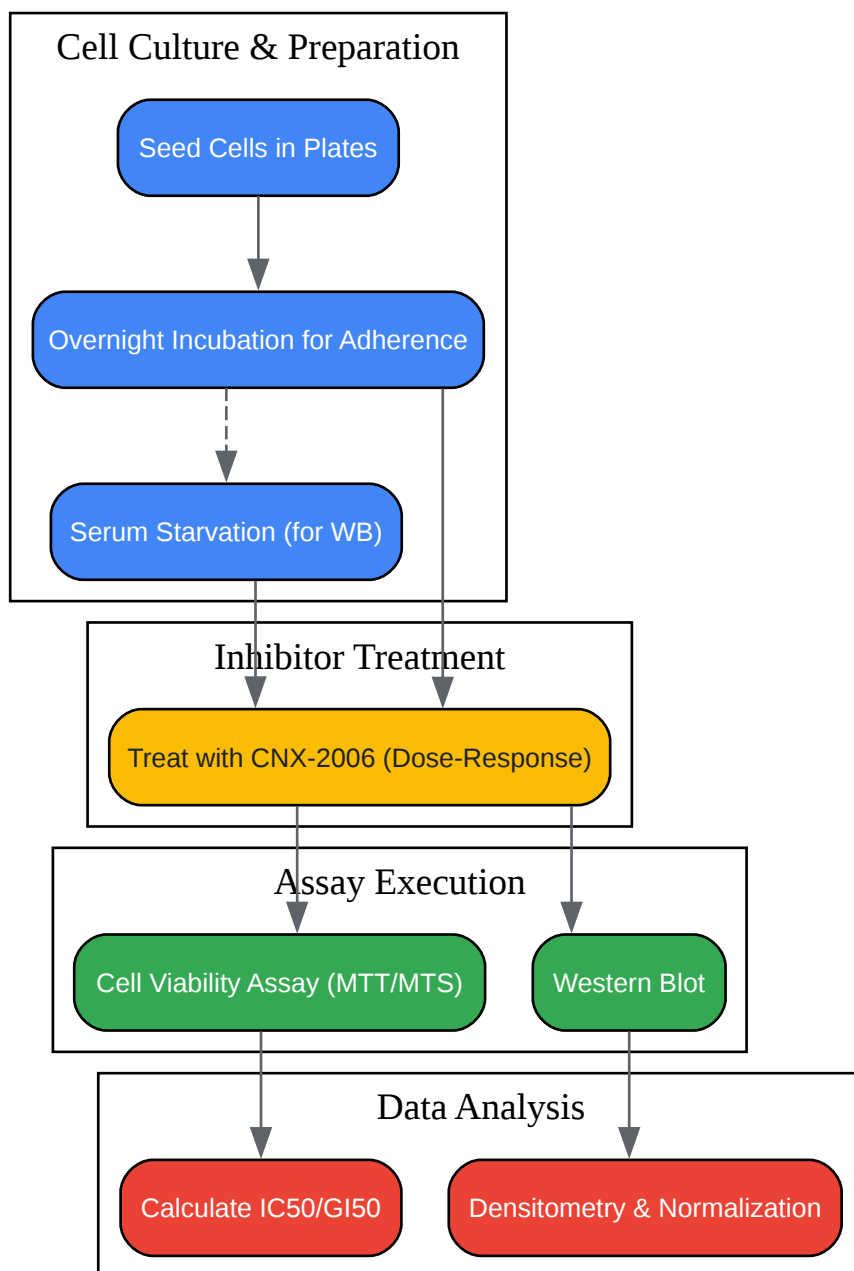 Cell Culture & Preparation
Seed Cells in Plates
Overnight Incubation for Adherence
Serum Starvation (for WB)
Inhibitor Treatment
Treat with CNX-2006 (Dose-Response)
Assay Execution
Cell Viability Assay (MTT/MTS)
Western Blot
Data Analysis
Calculate IC50/GI50
Densitometry & Normalization